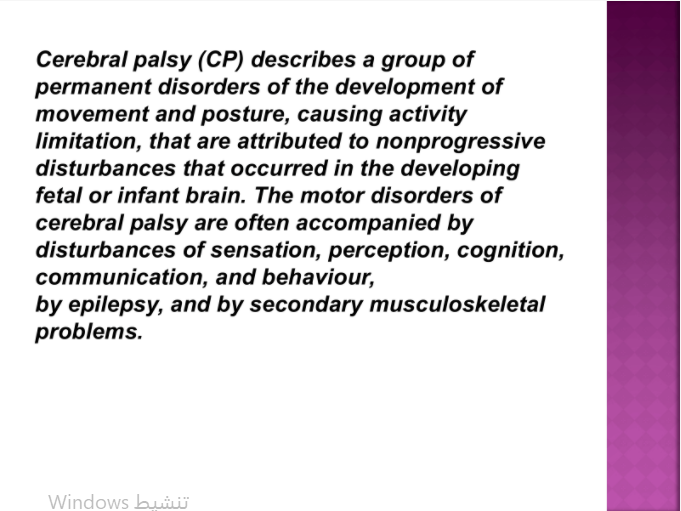 Cerebral palsy (CP) describes a group of
permanent disorders of the development of
movement and posture, causing activity
limitation, that are attributed to nonprogressive
disturbances that occurred in the developing
fetal or infant brain. The motor disorders of
cerebral palsy are often accompanied by
disturbances of sensation, perception, cognition,
communication, and behaviour,
by epilepsy, and by secondary musculoskeletal
problems.
تنشيط Windows